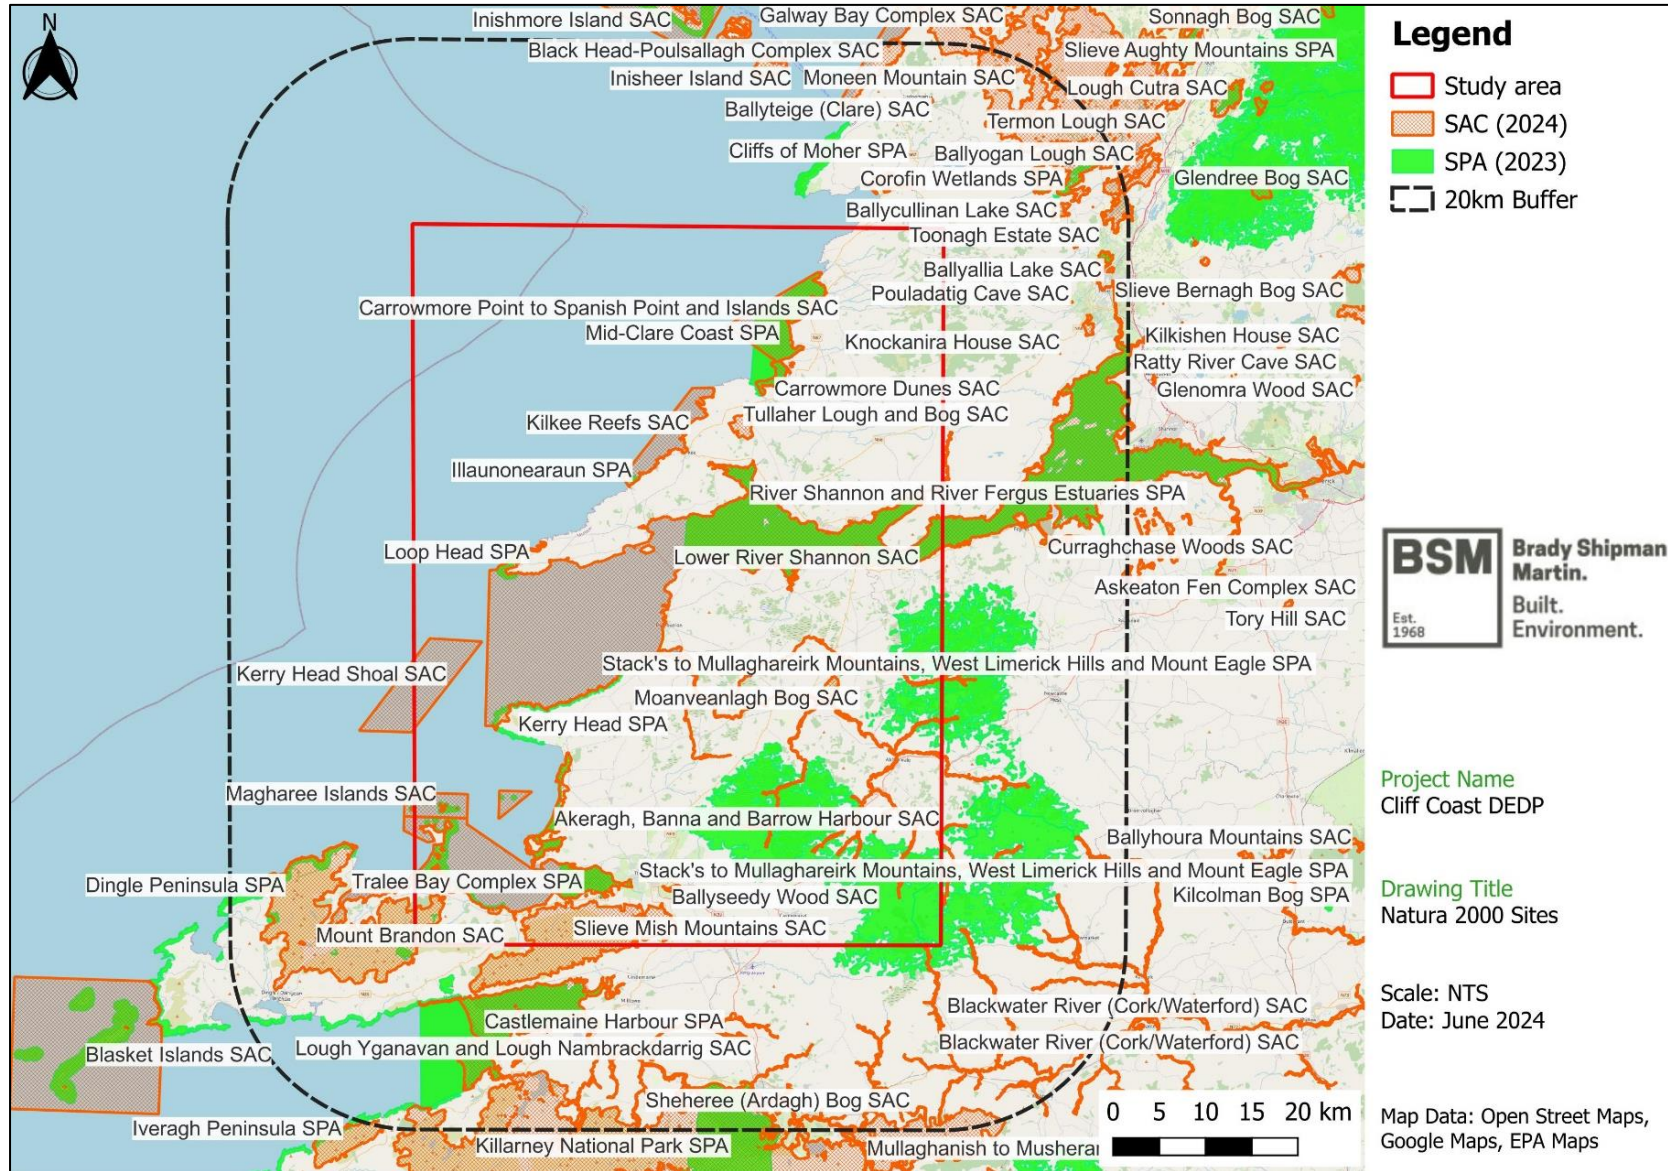 N
Inishmore Island SAC
Galway Bay Complex SAC
Sonnagh Bog SAC
Black Head-Poulsallagh Complex SAC
Slieve Aughty Mountains SPA
Inisheer Island SAC
Moneen Mountain SAC
Lough Cutra SAC
Ballyteige (Clare) SAC
Termon Lough SAC
Cliffs of Moher SPA
Ballyogan Lough SAC
Corofin Wetlands SPA
Glendree Bog SAC
Ballycullinan Lake SAC
Toonagh Estate SAC
Ballyallia Lake SAC
Pouladatig Cave SAC
Slieve Bernagh Bog SAC
Carrowmore Point to Spanish Point and Islands SAC
Mid-Clare Coast SPA
Knockanira House SAC
Kilkishen House SAC
Ratty River Cave SAC
Carrowmore Dunes SAC
Glenomra Wood SAC
Tullaher Lough and Bog SAC
Kilkee Reefs SAC
Illaunonearaun SPA
River Shannon and River Fergus Estuaries SPA
Loop Head SPA
Lower River Shannon SAC
Curraghchase Woods SAC
Askeaton Fen Complex SAC
Tory Hill SAC
Kerry Head Shoal SAC
Stack's to Mullaghareirk Mountains, West Limerick Hills and Mount Eagle SPA
Moanveanlagh Bog SAC
Kerry Head SPA
Magharee Islands SAC
Akeragh, Banna and Barrow Harbour SAC
Ballyhoura Mountains SAC
Stack's to Mullaghareirk Mountains, West Limerick Hills and Mount Eagle SPA
Dingle Peninsula SPA
Tralee Bay Complex SPA
Ballyseedy Wood SAC
Kilcolman Bog SPA
Mount Brandon SAC
Slieve Mish Mountains SAC
Blackwater River (Cork/Waterford) SAC
Castlemaine Harbour SPA
Blasket Islands SAC
Lough Yganavan and Lough Nambrackdarrig SAC
Blackwater River (Cork/Waterford) SAC
Sheheree (Ardagh) Bog SAC
Iveragh Peninsula SPA
Killarney National Park SPA
Mullaghanish to Musherar
0 5 10 15 20 km
Legend
Study area
SAC (2024)
SPA (2023)
20km Buffer
BSM
Est.
1968
Brady Shipman
Martin.
Built.
Environment.
Project Name
Cliff Coast DEDP
Drawing Title
Natura 2000 Sites
Scale: NTS
Date: June 2024
Map Data: Open Street Maps,
Google Maps, EPA Maps